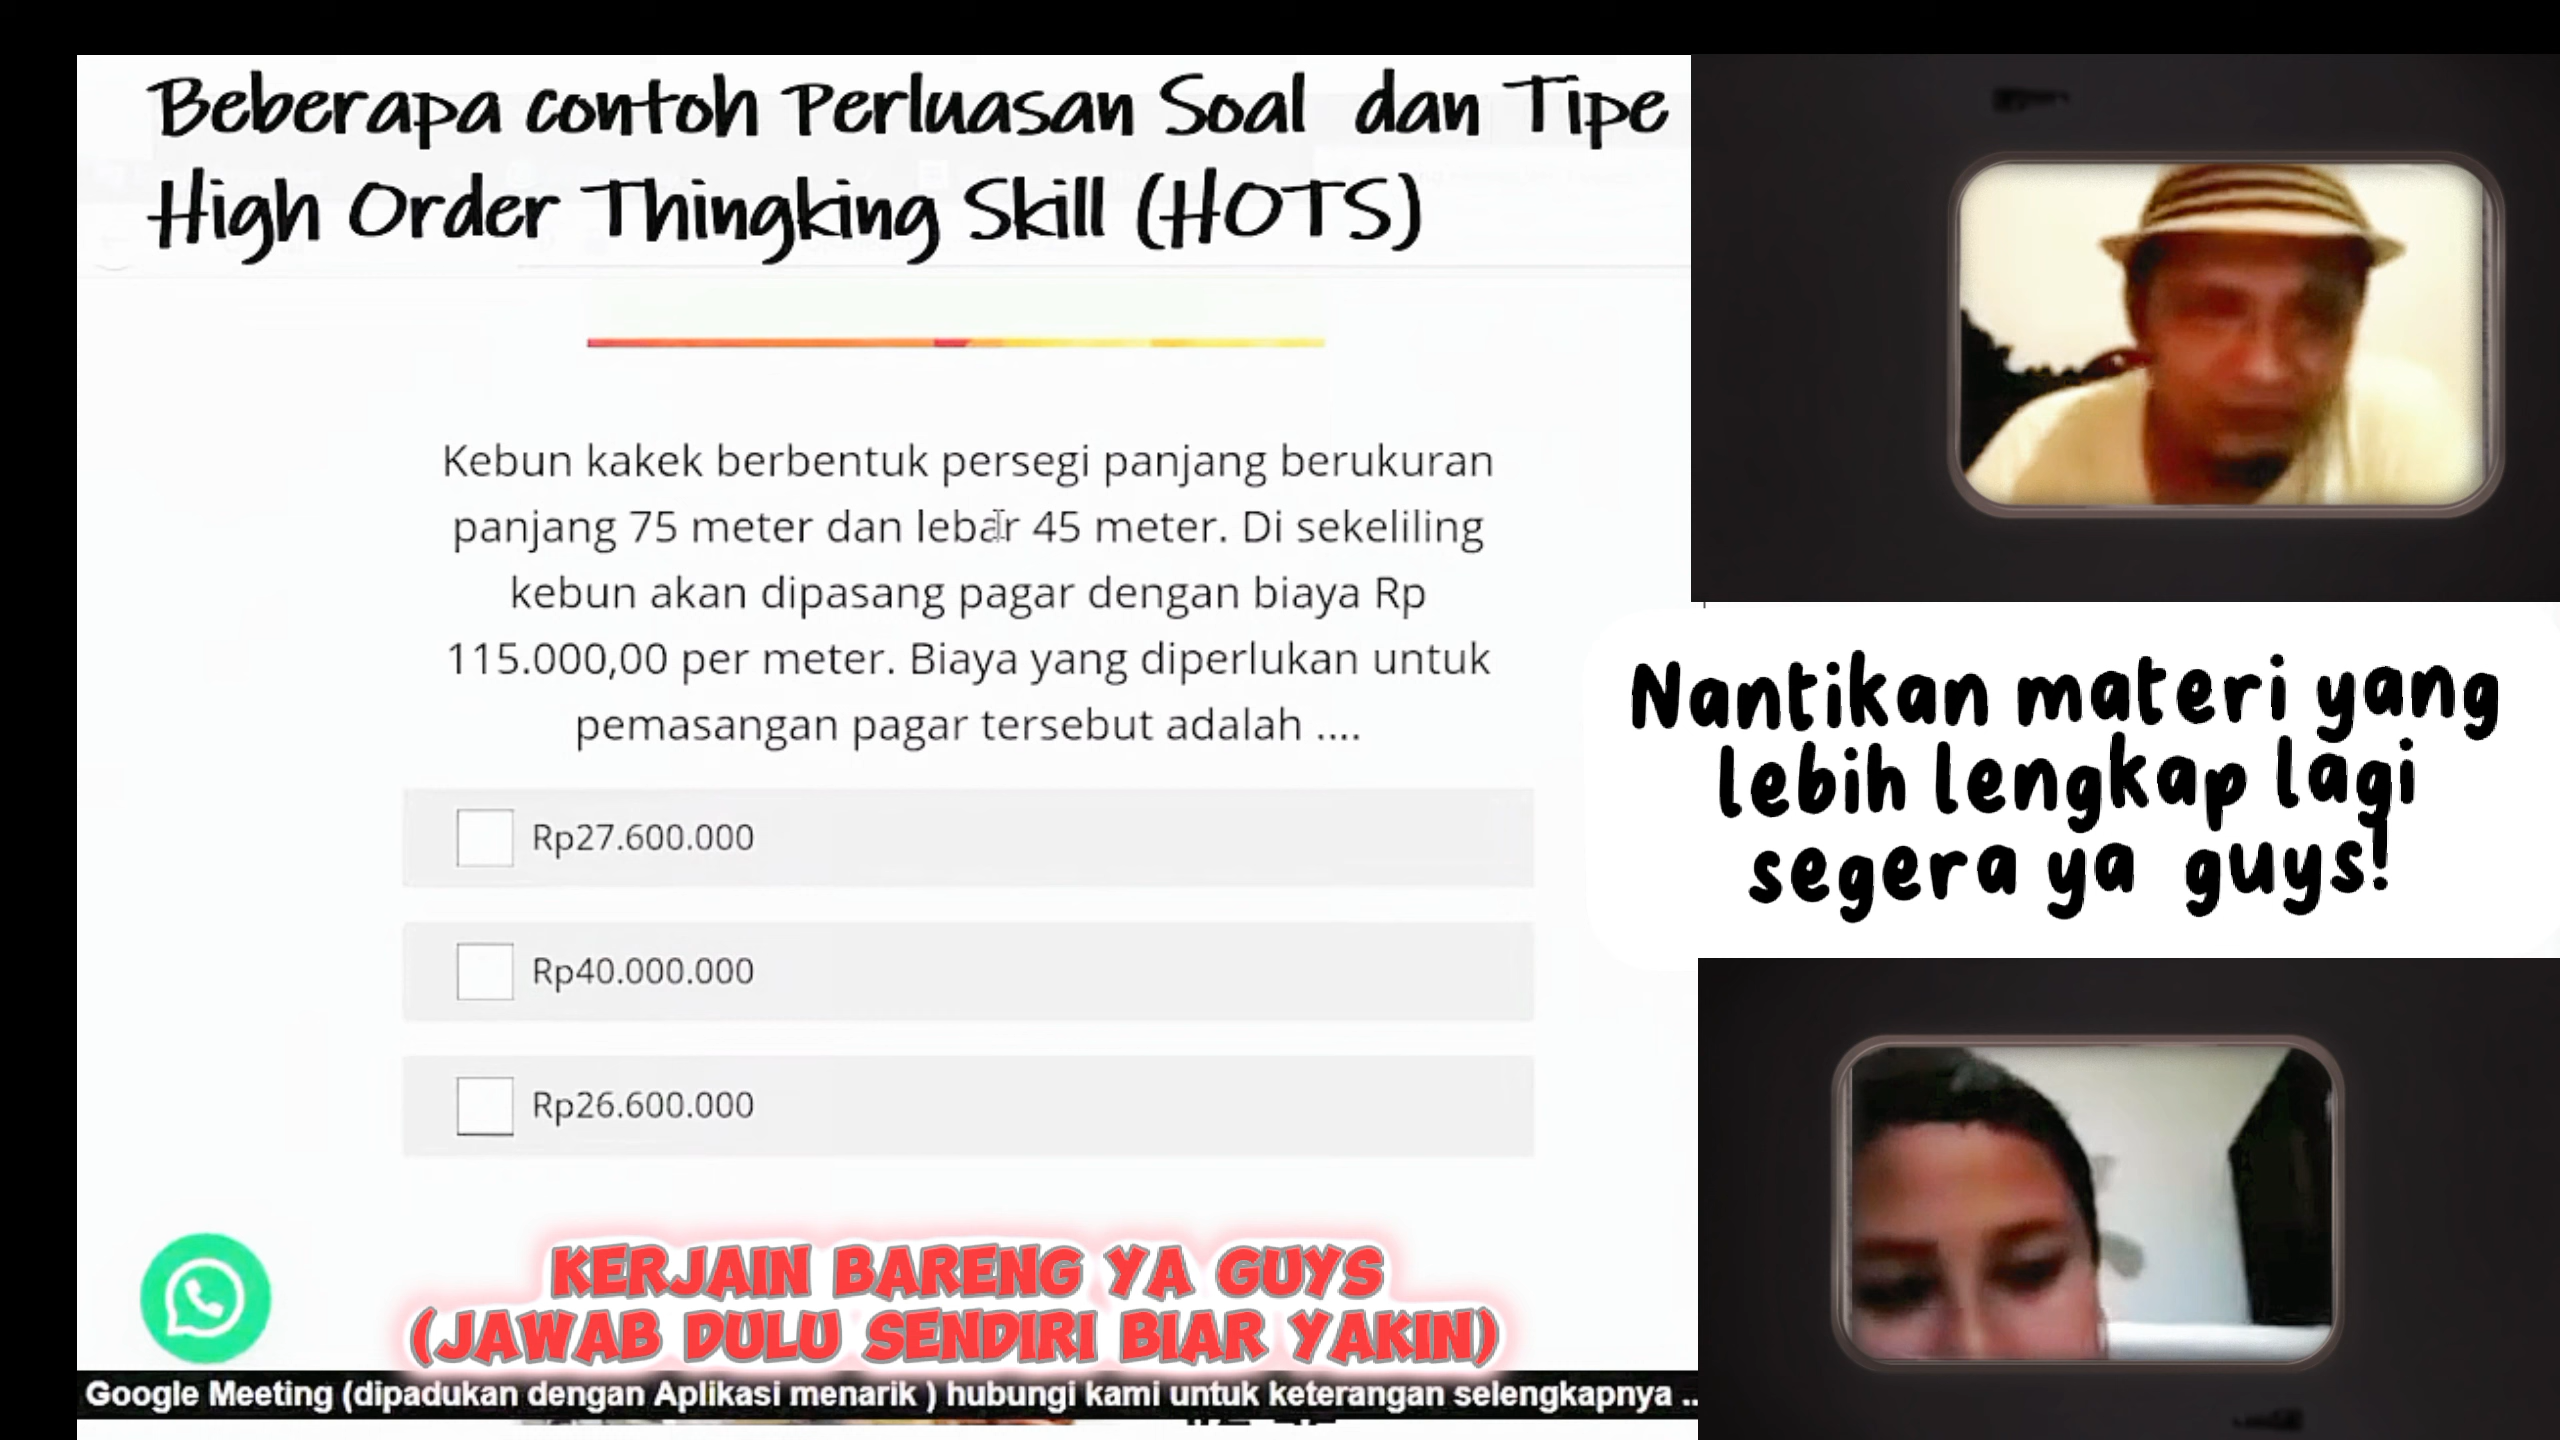 Beberapa contoh Perluasan Soal dan Tipe
High Order Thingking Skill (HOTS)
Kebun kakek berbentuk persegi panjang berukuran
panjang 75 meter dan lebar 45 meter. Di sekeliling
kebun akan dipasang pagar dengan biaya Rp
115.000,00 per meter. Biaya yang diperlukan untuk
pemasangan pagar tersebut adalah ....
Rp27.600.000
Rp40.000.000
Rp26.600.000
KERJAIN BARENG YA GUYS
(JAWAB DULU SENDIRI BIAR YAKIN)
Google Meeting (dipadukan dengan Aplikasi menarik ) hubungi kami untuk keterangan selengkapnya ..
Nantikan materi yang
lebih lengkap lagi
segera ya guys!